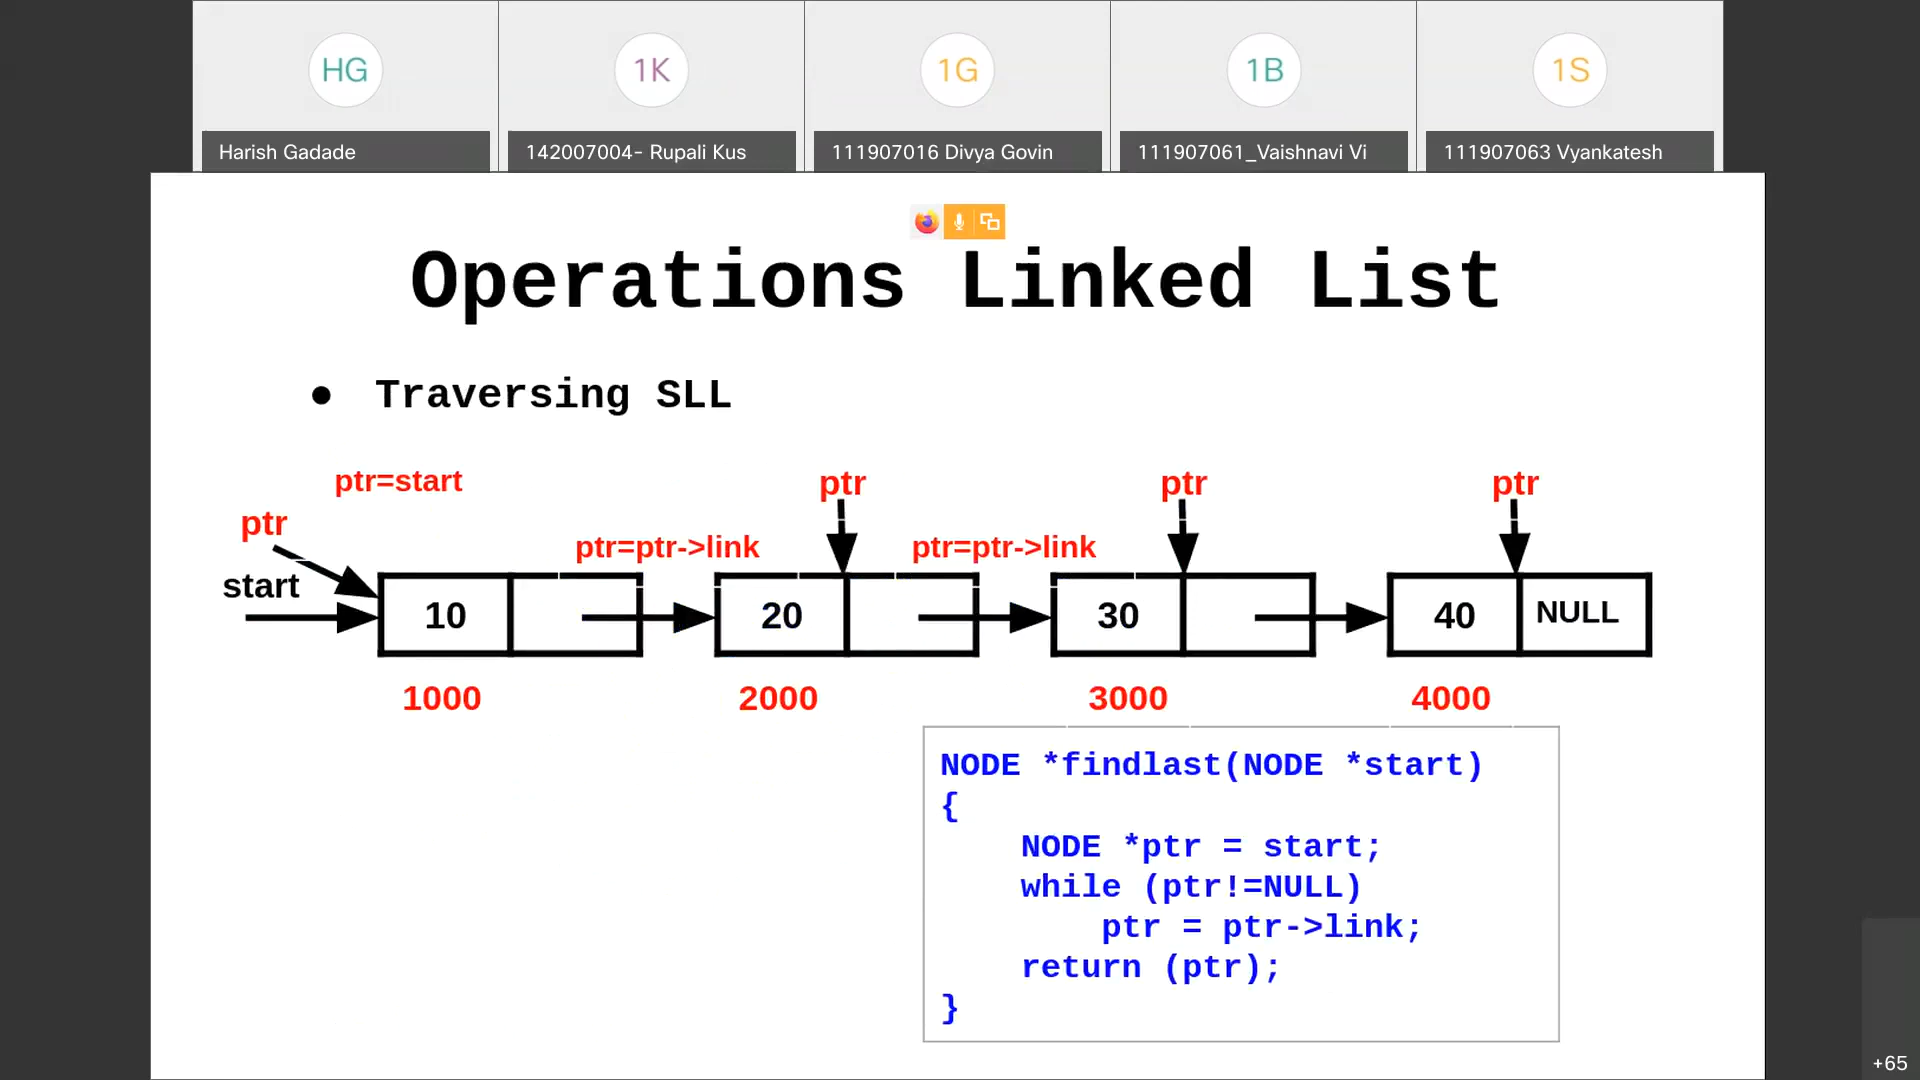 HG
1K
1G
1B
1S
Harish Gadade
142007004- Rupali Kus
111907016 Divya Govin
111907061_Vaishnavi Vi
111907063 Vyankatesh
Operations Linked List
● Traversing SLL
ptr=start
ptr
ptr
ptr
ptr
ptr=ptr->link
ptr=ptr->link
start
10
20
30
40
NULL
1000
2000
3000
4000
NODE *findlast(NODE *start)
{
NODE *ptr = start;
while (ptr!=NULL)
ptr = ptr->link;
return (ptr);
}
+65